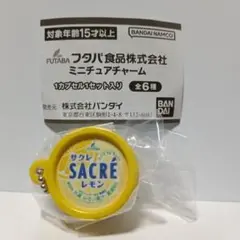 対象年齢15才以上
BANDAI NAMCO
FUTABA
フタバ食品株式会社
ミニチュアチャーム
1カプセル1セット入り
全6種
発売元
株式会社バンダイ
BANDAI
サクレ
SACRÉ
レモン